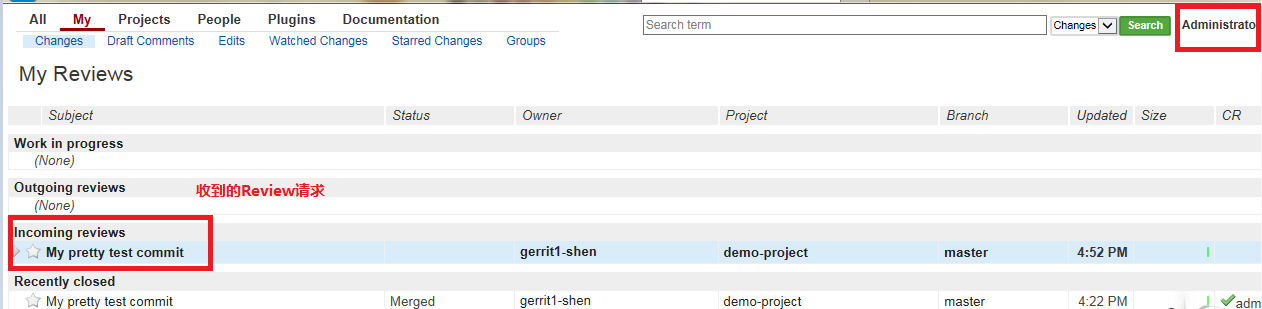 All My Projects People Plugins Documentation
Search term Changes Search Administrato
Changes Draft Comments Edits Watched Changes Starred Changes Groups
My Reviews
Subject Status Owner Project Branch Updated Size CR
Work in progress
(None)
Outgoing reviews 收到的Review请求
(None)
Incoming reviews
My pretty test commit gerrit1-shen demo-project master 4:52 PM
Recently closed
My pretty test commit Merged gerrit1-shen demo-project master 4:22 PM adm